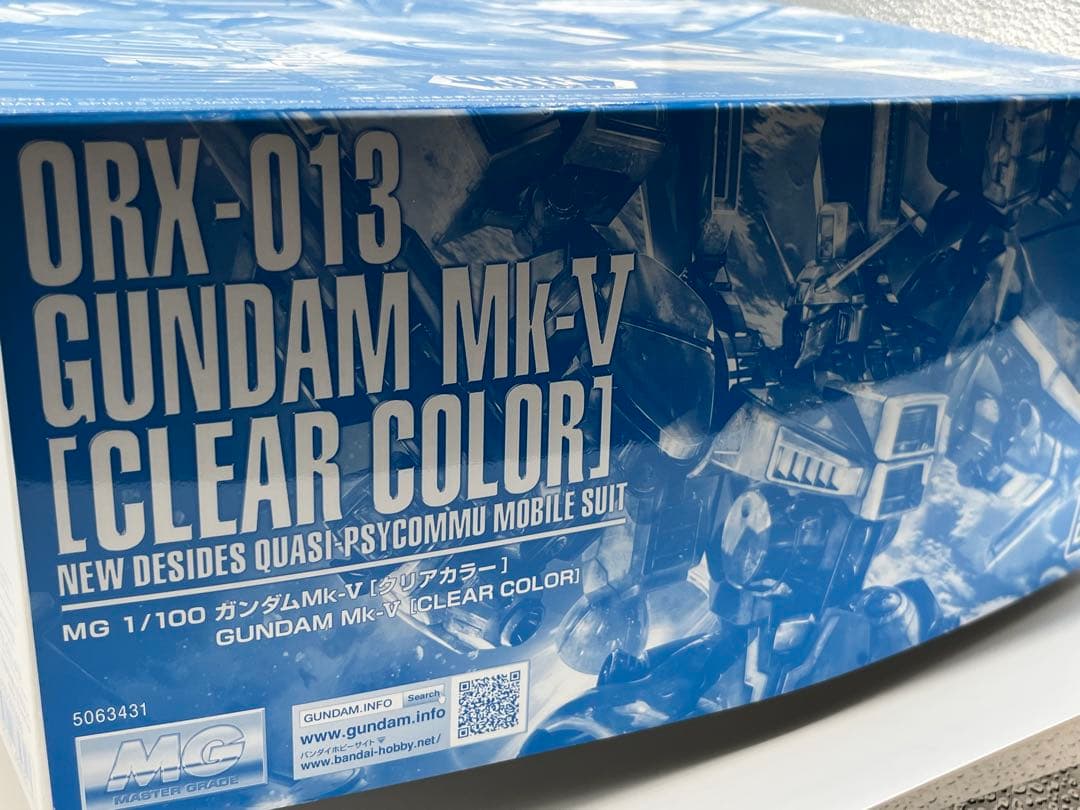 ORX-013
GUNDAM Mk-V
[CLEAR COLOR]
NEW DESIDES QUASI-PSYCOMMU MOBILE SUIT
MG 1/100 ガンダムMk-V [クリアカラー]
GUNDAM Mk-V [CLEAR COLOR]
5063431
MG
MASTER GRADE
GUNDAM.INFO Search
www.gundam.info
バンダイホビーサイト
www.bandai-hobby.net/